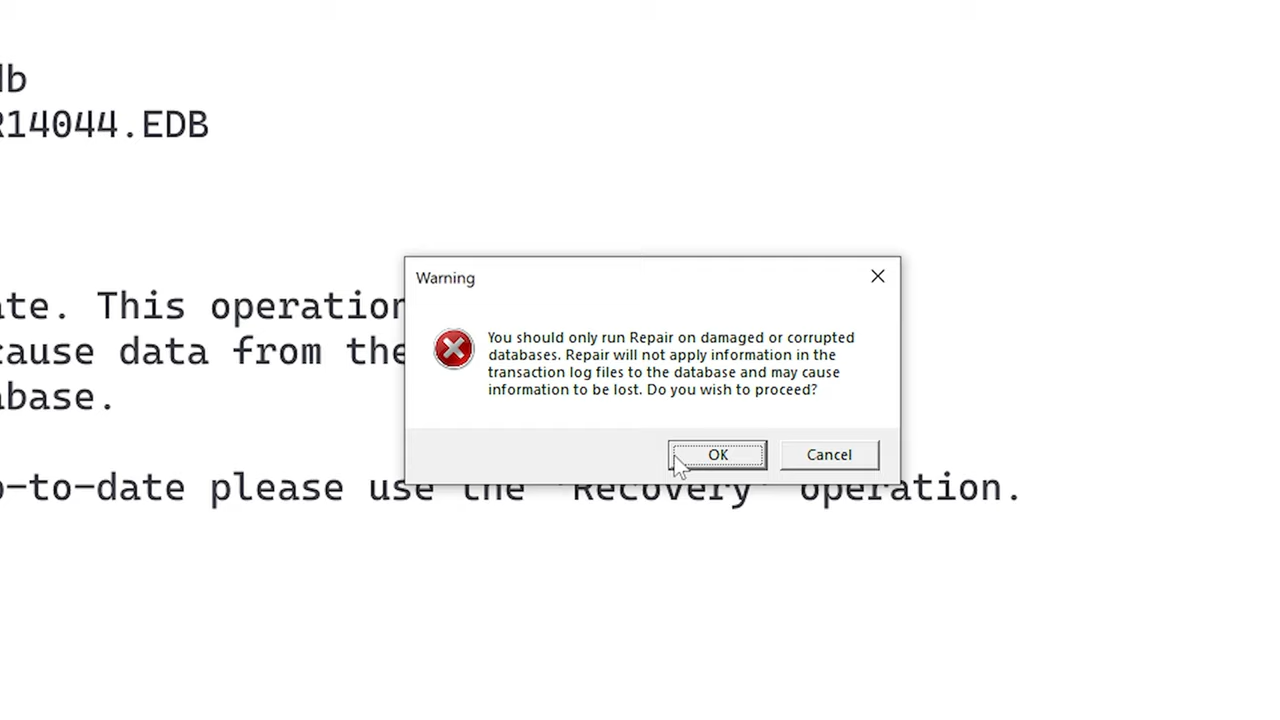 db
R14044.EDB
ate. This operation
cause data from the
abase.
p-to-date please use the `Recovery` operation.
Warning
You should only run Repair on damaged or corrupted
databases. Repair will not apply information in the
transaction log files to the database and may cause
information to be lost. Do you wish to proceed?
OK
Cancel